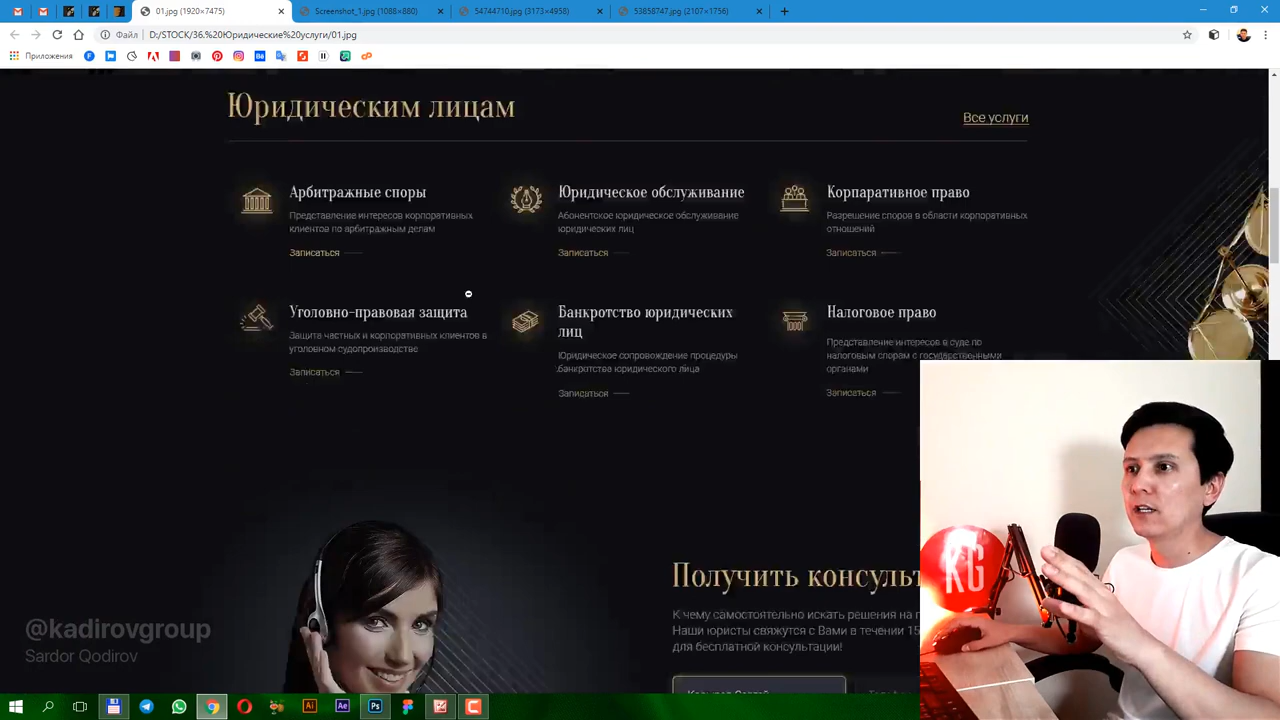 01.jpg (1920×7475)
Screenshot_1.jpg (1088×880)
54744710.jpg (3173×4958)
53858747.jpg (2107×1756)
Файл
D:/STOCK/36.%20Юридические%20услуги/01.jpg
Приложения
Юридическим лицам
Все услуги
Арбитражные споры
Представление интересов корпоративных
клиентов по арбитражным делам
Записаться
Юридическое обслуживание
Абонентское юридическое обслуживание
юридических лиц
Записаться
Корпаративное право
Разрешение споров в области корпоративных
отношений
Записаться
Уголовно-правовая защита
Защита частных и корпоративных клиентов в
уголовном судопроизводстве
Записаться
Банкротство юридических
лиц
Юридическое сопровождение процедуры
банкротства юридического лица
Записаться
Налоговое право
Представление интересов в суде по
налоговым спорам с государственными
органами
Записаться
Получить консуль
К чему самостоятельно искать решения на
Наши юристы свяжутся с Вами в течении 15
для бесплатной консультации!
KG
@kadirovgroup
Sardor Qodirov